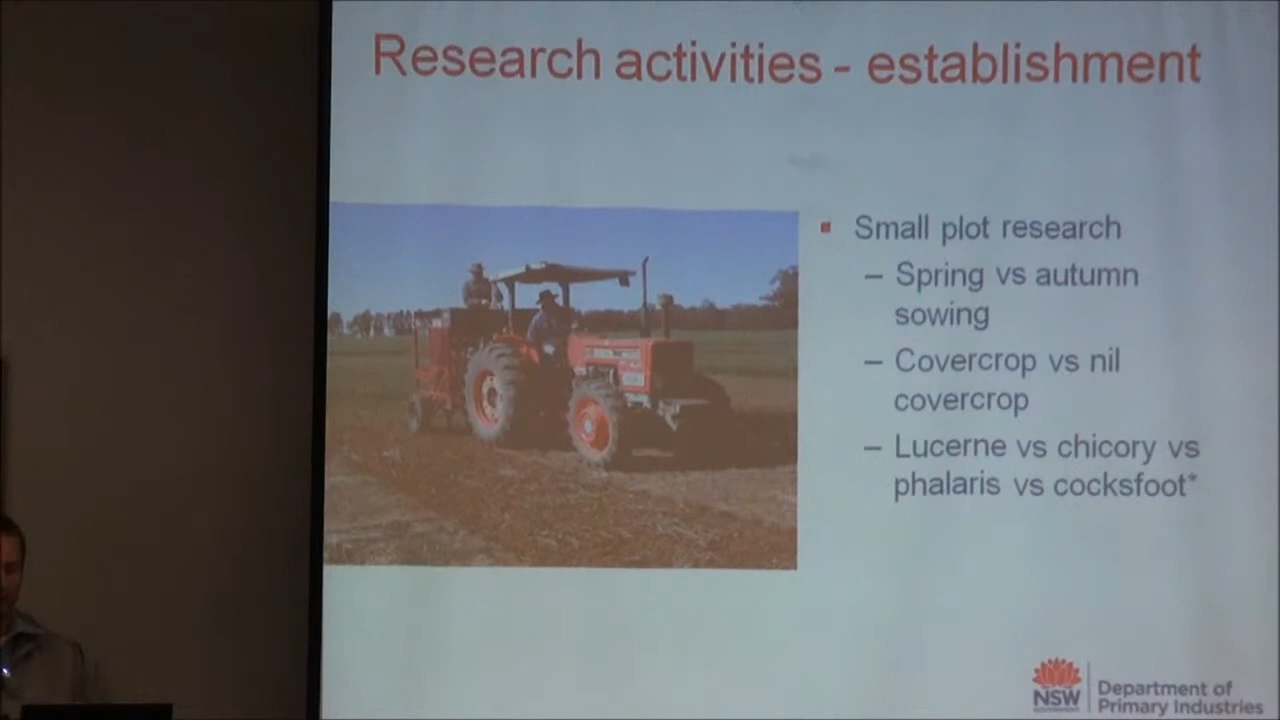 Research activities - establishment
Small plot research
– Spring vs autumn
sowing
– Covercrop vs nil
covercrop
– Lucerne vs chicory vs
phalaris vs cocksfoot*
NSW
GOVERNMENT
Department of
Primary Industries